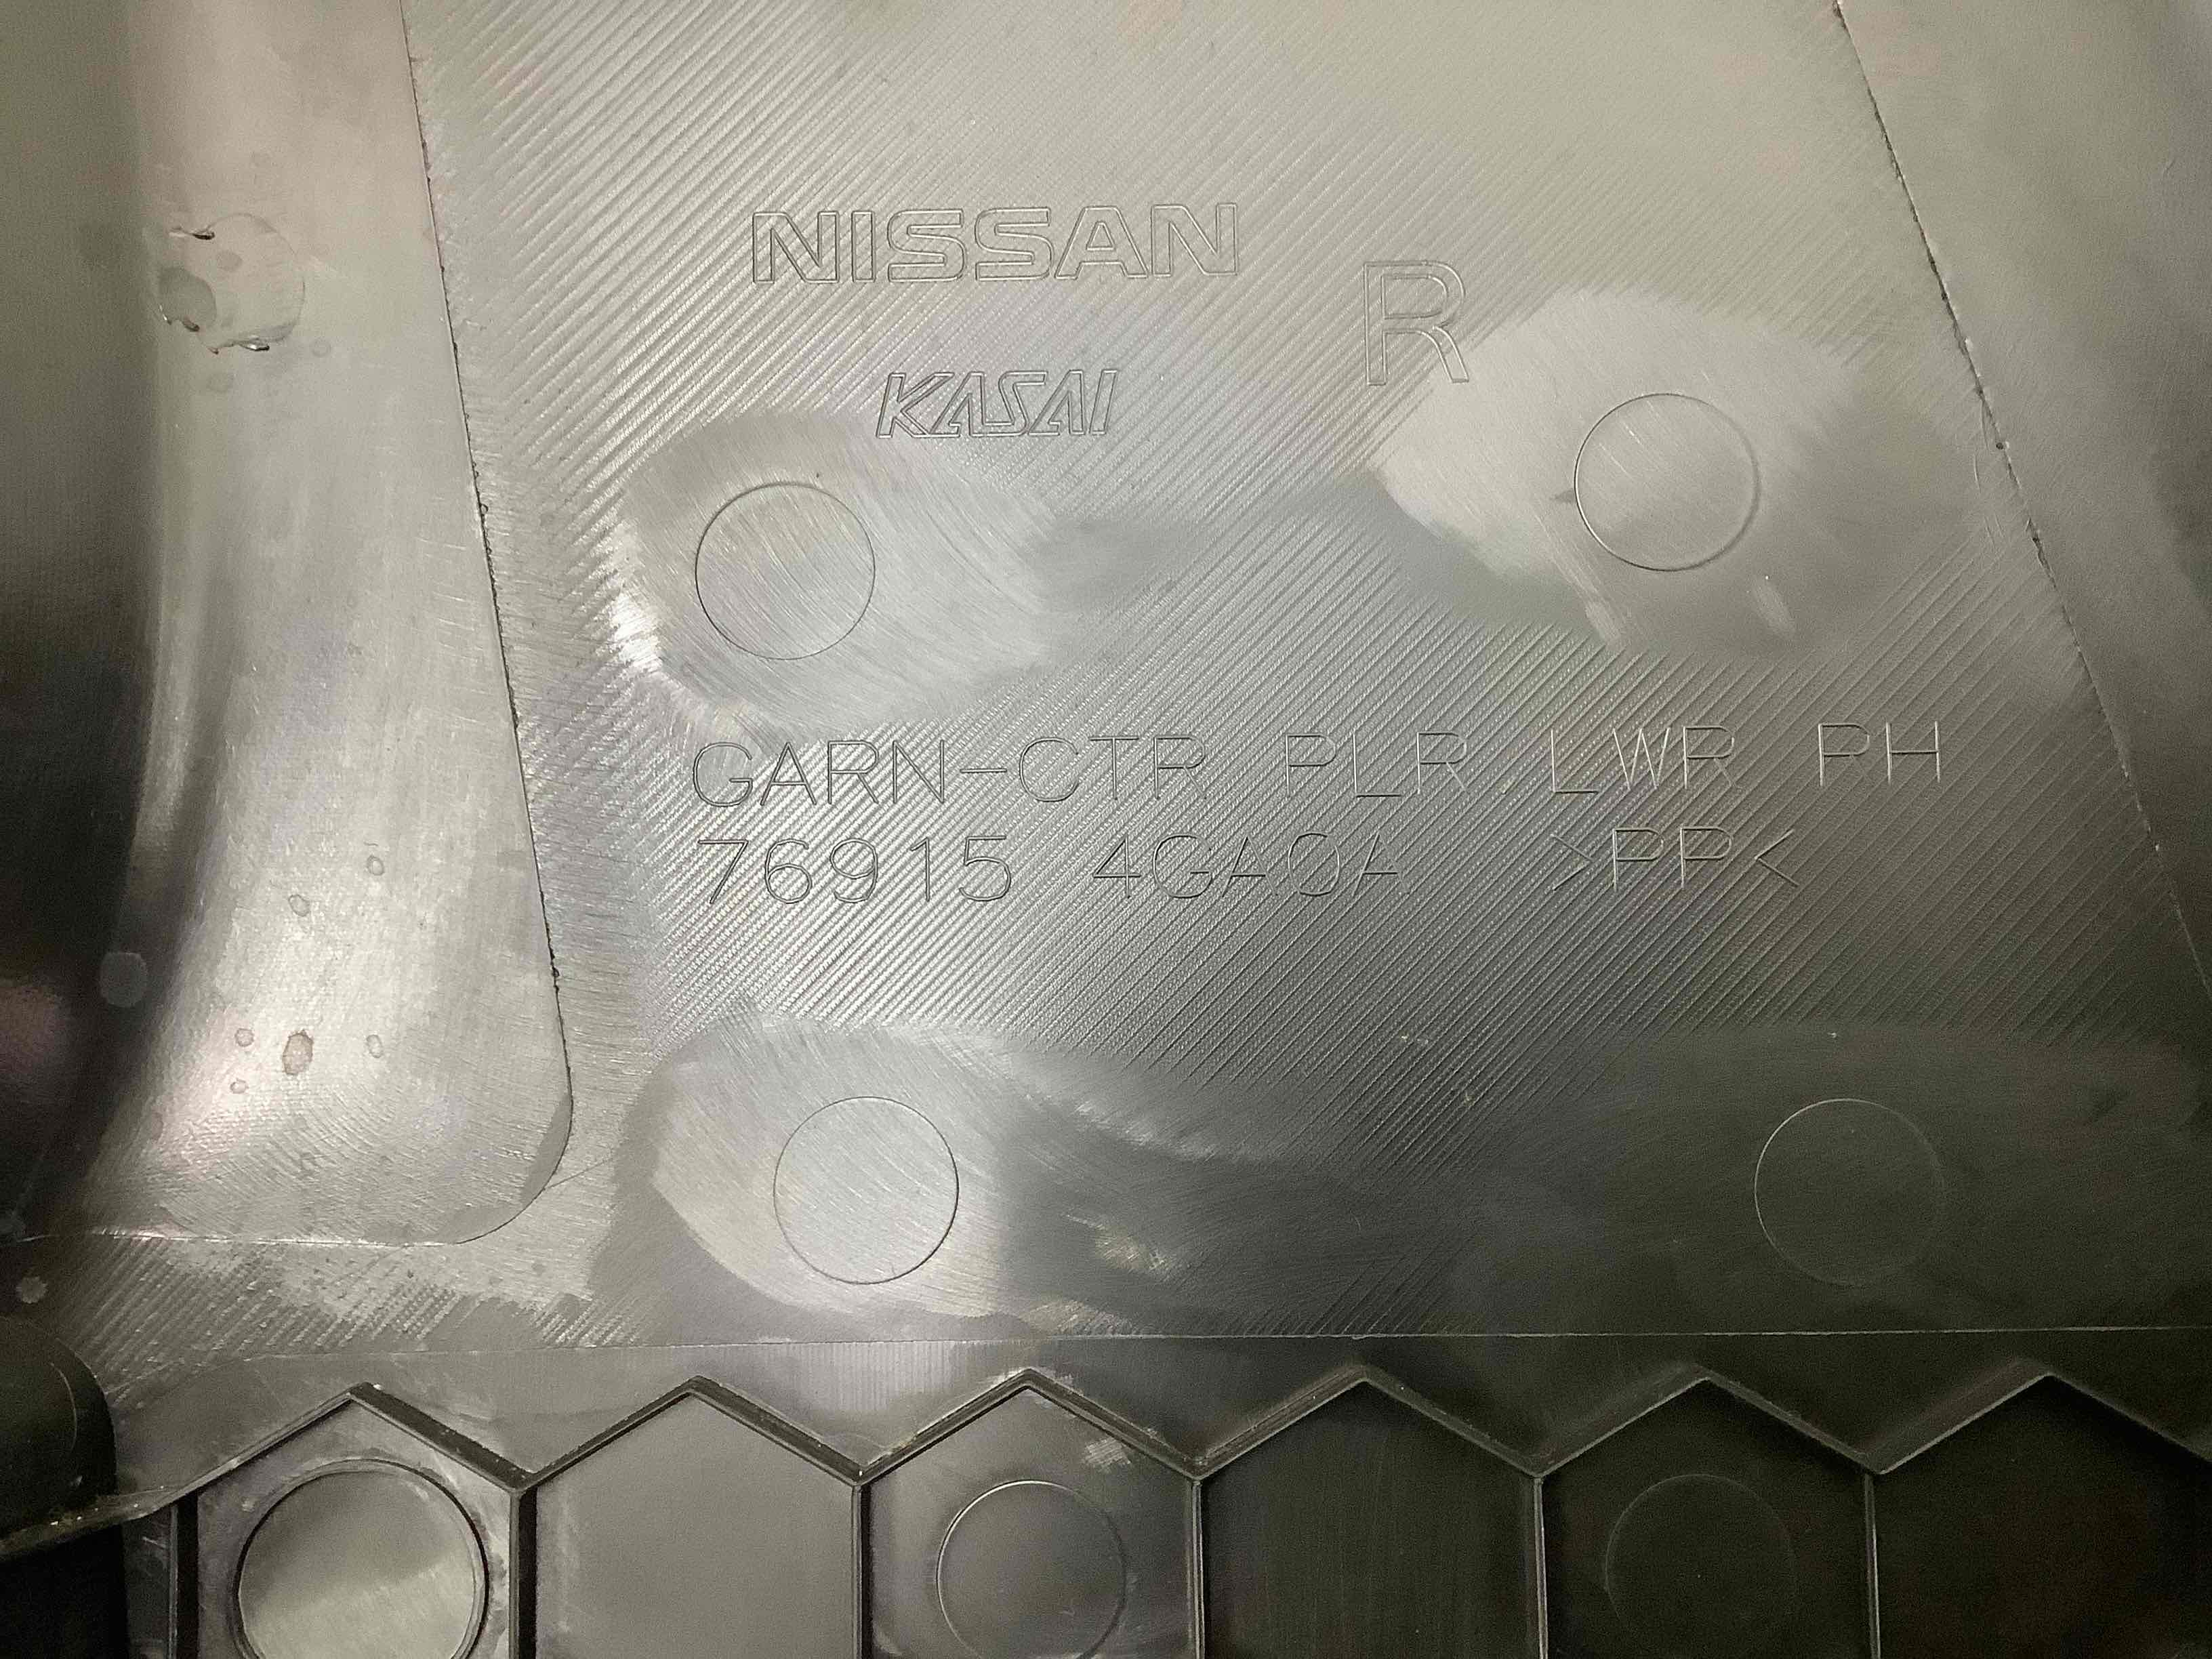 NISSAN
R
KASAI
GARN-CTR PLR,LWR RH
76915 4GA0A >PP<